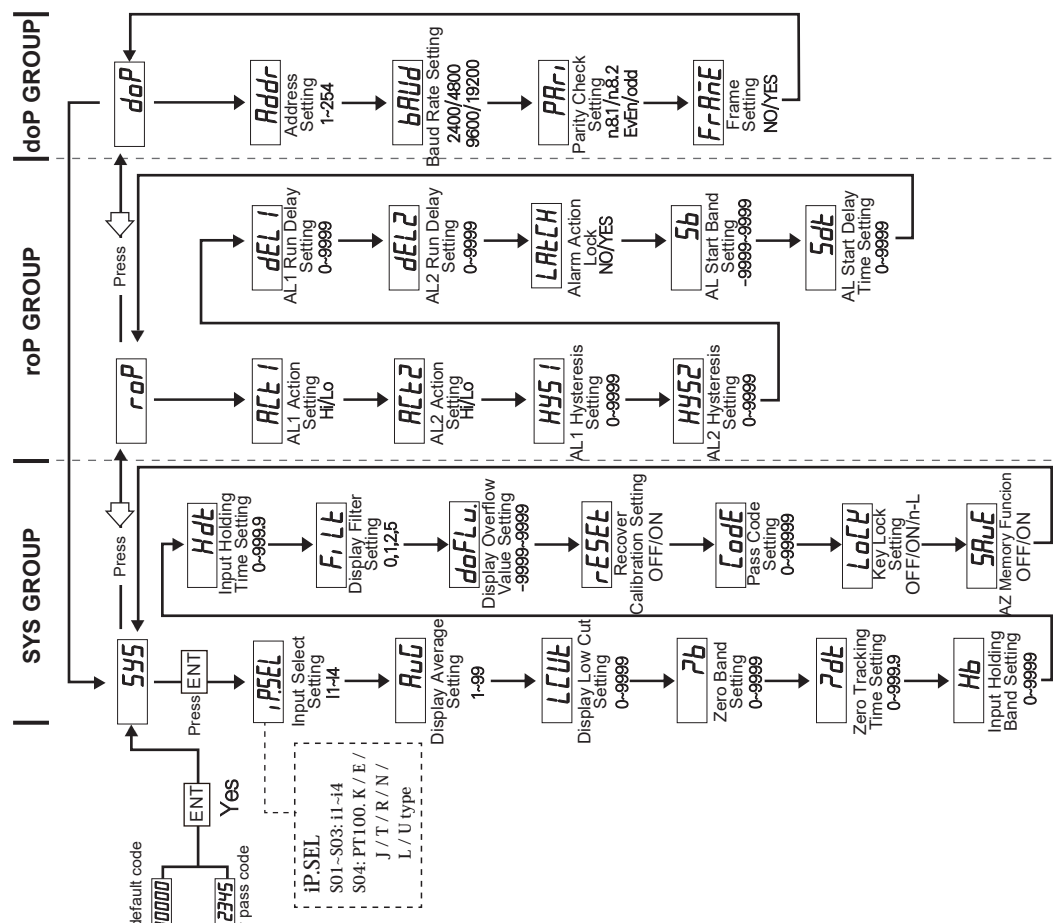 SYS GROUP
roP GROUP
doP GROUP
default code
00000
2345
pass code
ENT
Yes
SYS
Press
roP
Press
doP
Press ENT
iP.SEL
Input Select
Setting
I1~I4
iP.SEL
S01~S03: i1~i4
S04: PT100. K / E /
J / T / R / N /
L / U type
AvG
Display Average
Setting
1~99
LCUt
Display Low Cut
Setting
0~9999
Zero Band
Setting
0~9999
Zero Tracking
Time Setting
0~999.9
Hb
Input Holding
Band Setting
0~9999
Hdt
Input Holding
Time Setting
0~999.9
FiLt
Display Filter
Setting
0,1,2,5
doFLv.
Display Overflow
Value Setting
-9999~9999
rESEt
Recover
Calibration Setting
OFF/ON
CodE
Pass Code
Setting
0~99999
LoCK
Key Lock
Setting
OFF/ON/n-L
SAvE
AZ Memory Funcion
OFF/ON
ACt1
AL1 Action
Setting
Hi/Lo
ACt2
AL2 Action
Setting
Hi/Lo
HYS1
AL1 Hysteresis
Setting
0~9999
HYS2
AL2 Hysteresis
Setting
0~9999
dEL1
AL1 Run Delay
Setting
0~9999
dEL2
AL2 Run Delay
Setting
0~9999
LAtCH
Alarm Action
Lock
NO/YES
Sb
AL Start Band
Setting
-9999~9999
Sdt
AL Start Delay
Time Setting
0~9999
Addr
Address
Setting
1~254
bAUd
Baud Rate Setting
2400/4800
9600/19200
PAri
Parity Check
Setting
n.8.1/n.8.2
EvEn/odd
FrAmE
Frame
Setting
NO/YES